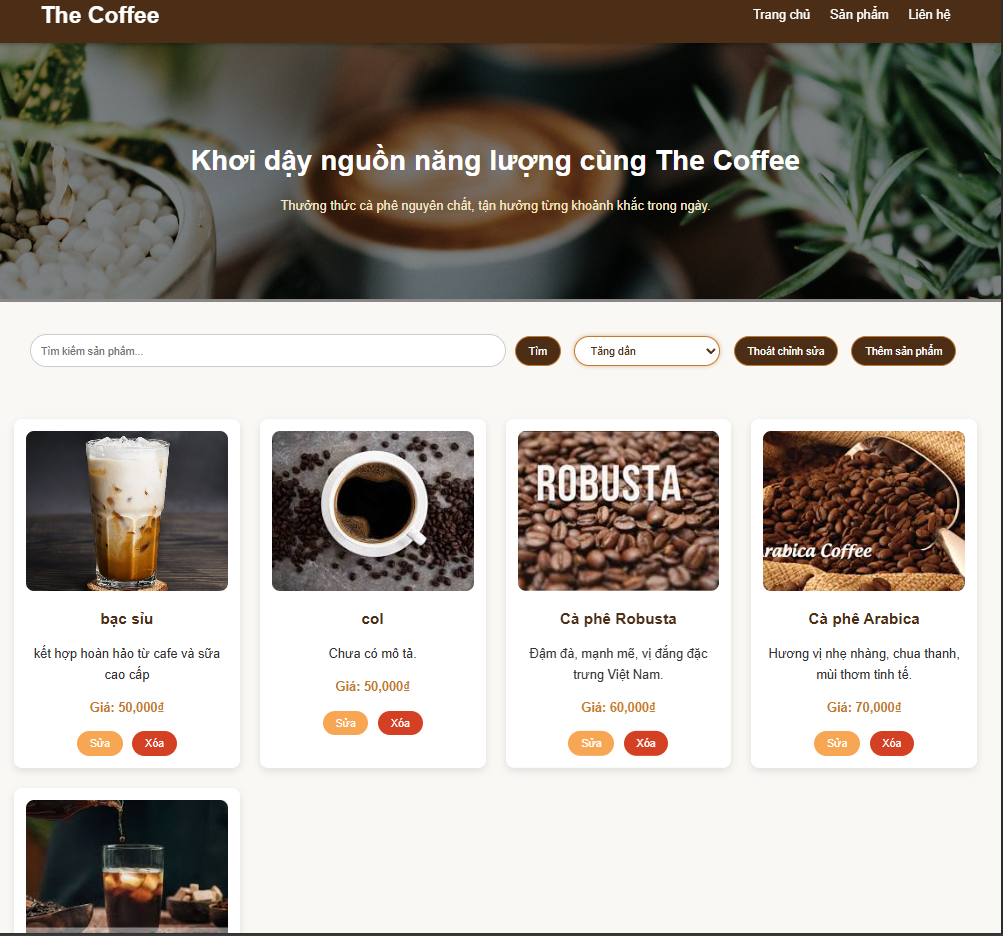 The Coffee
Trang chủ Sản phẩm Liên hệ
Khơi dậy nguồn năng lượng cùng The Coffee
Thưởng thức cà phê nguyên chất, tận hưởng từng khoảnh khắc trong ngày.
Tìm kiếm sản phẩm... Tìm Tăng dần Thoát chỉnh sửa Thêm sản phẩm
ROBUSTA
rabica Coffee
bạc sỉu
kết hợp hoàn hảo từ cafe và sữa
cao cấp
Giá: 50,000₫
Sửa Xóa
col
Chưa có mô tả.
Giá: 50,000₫
Sửa Xóa
Cà phê Robusta
Đậm đà, mạnh mẽ, vị đắng đặc
trưng Việt Nam.
Giá: 60,000₫
Sửa Xóa
Cà phê Arabica
Hương vị nhẹ nhàng, chua thanh,
mùi thơm tinh tế.
Giá: 70,000₫
Sửa Xóa